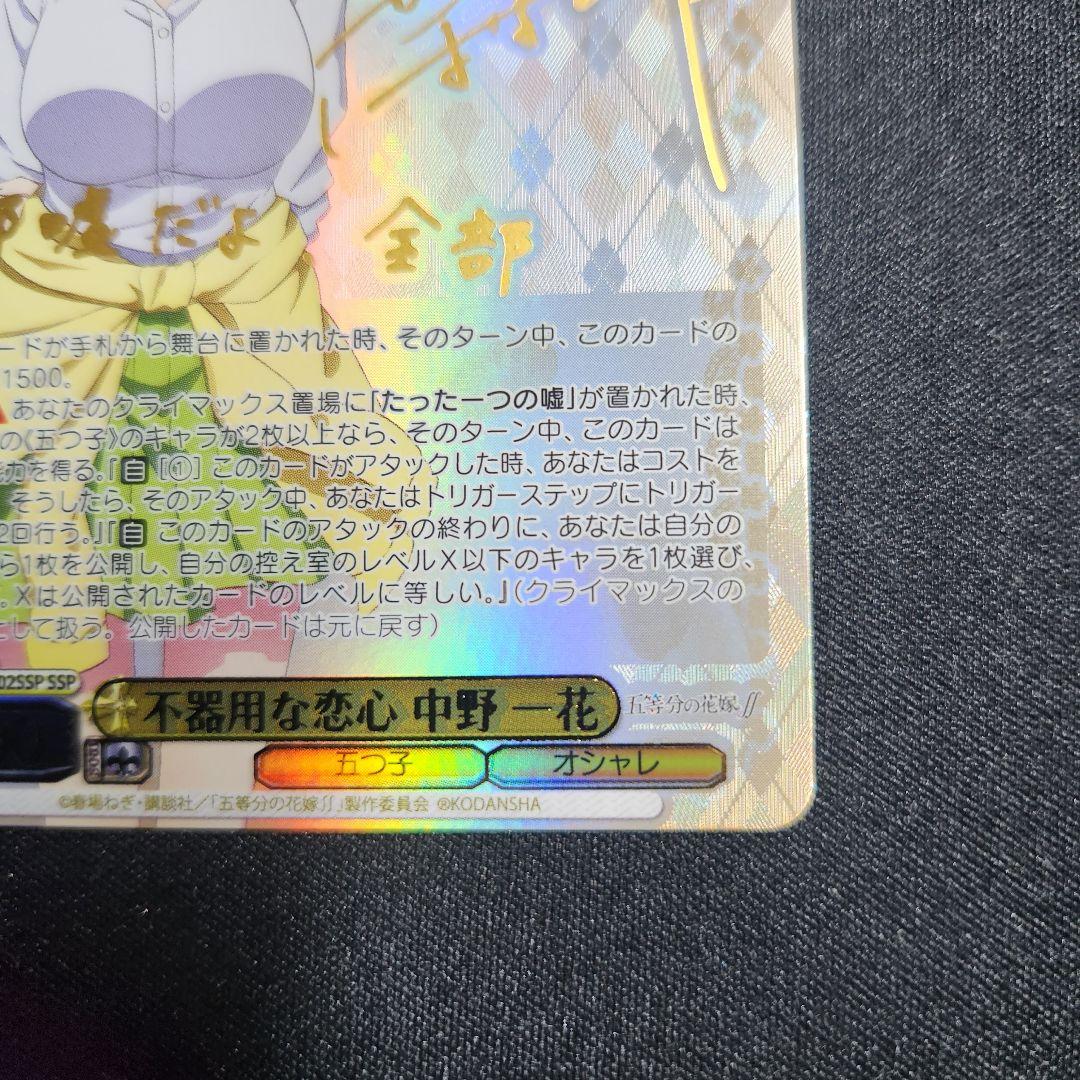 嘘だよ 全部
ードが手札から舞台に置かれた時、そのターン中、このカードの
1500。
あなたのクライマックス置場に「たった一つの嘘」が置かれた時、
の《五つ子》のキャラが2枚以上なら、そのターン中、このカードは
力を得る。『自 [①] このカードがアタックした時、あなたはコストを
そうしたら、そのアタック中、あなたはトリガーステップにトリガー
2回行う。』『自 このカードのアタックの終わりに、あなたは自分の
ら1枚を公開し、自分の控え室のレベルX以下のキャラを1枚選び、
。Xは公開されたカードのレベルに等しい。』(クライマックスの
として扱う。公開したカードは元に戻す)
02SSP SSP
不器用な恋心 中野 一花
五等分の花嫁∬
五つ子 オシャレ
©春場ねぎ・講談社/「五等分の花嫁∬」製作委員会 ®KODANSHA